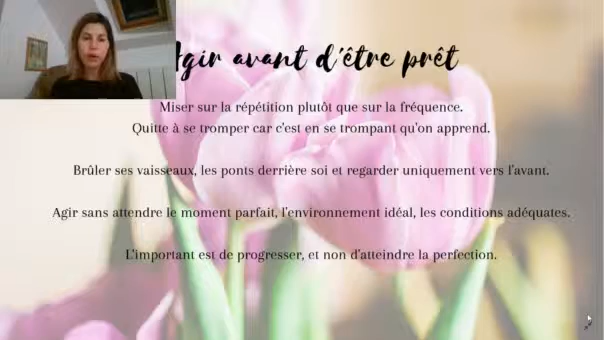 Agir avant d'être prêt
Miser sur la répétition plutôt que sur la fréquence.
Quitte à se tromper car c'est en se trompant qu'on apprend.
Brûler ses vaisseaux, les ponts derrière soi et regarder uniquement vers l'avant.
Agir sans attendre le moment parfait, l'environnement idéal, les conditions adéquates.
L'important est de progresser, et non d'atteindre la perfection.